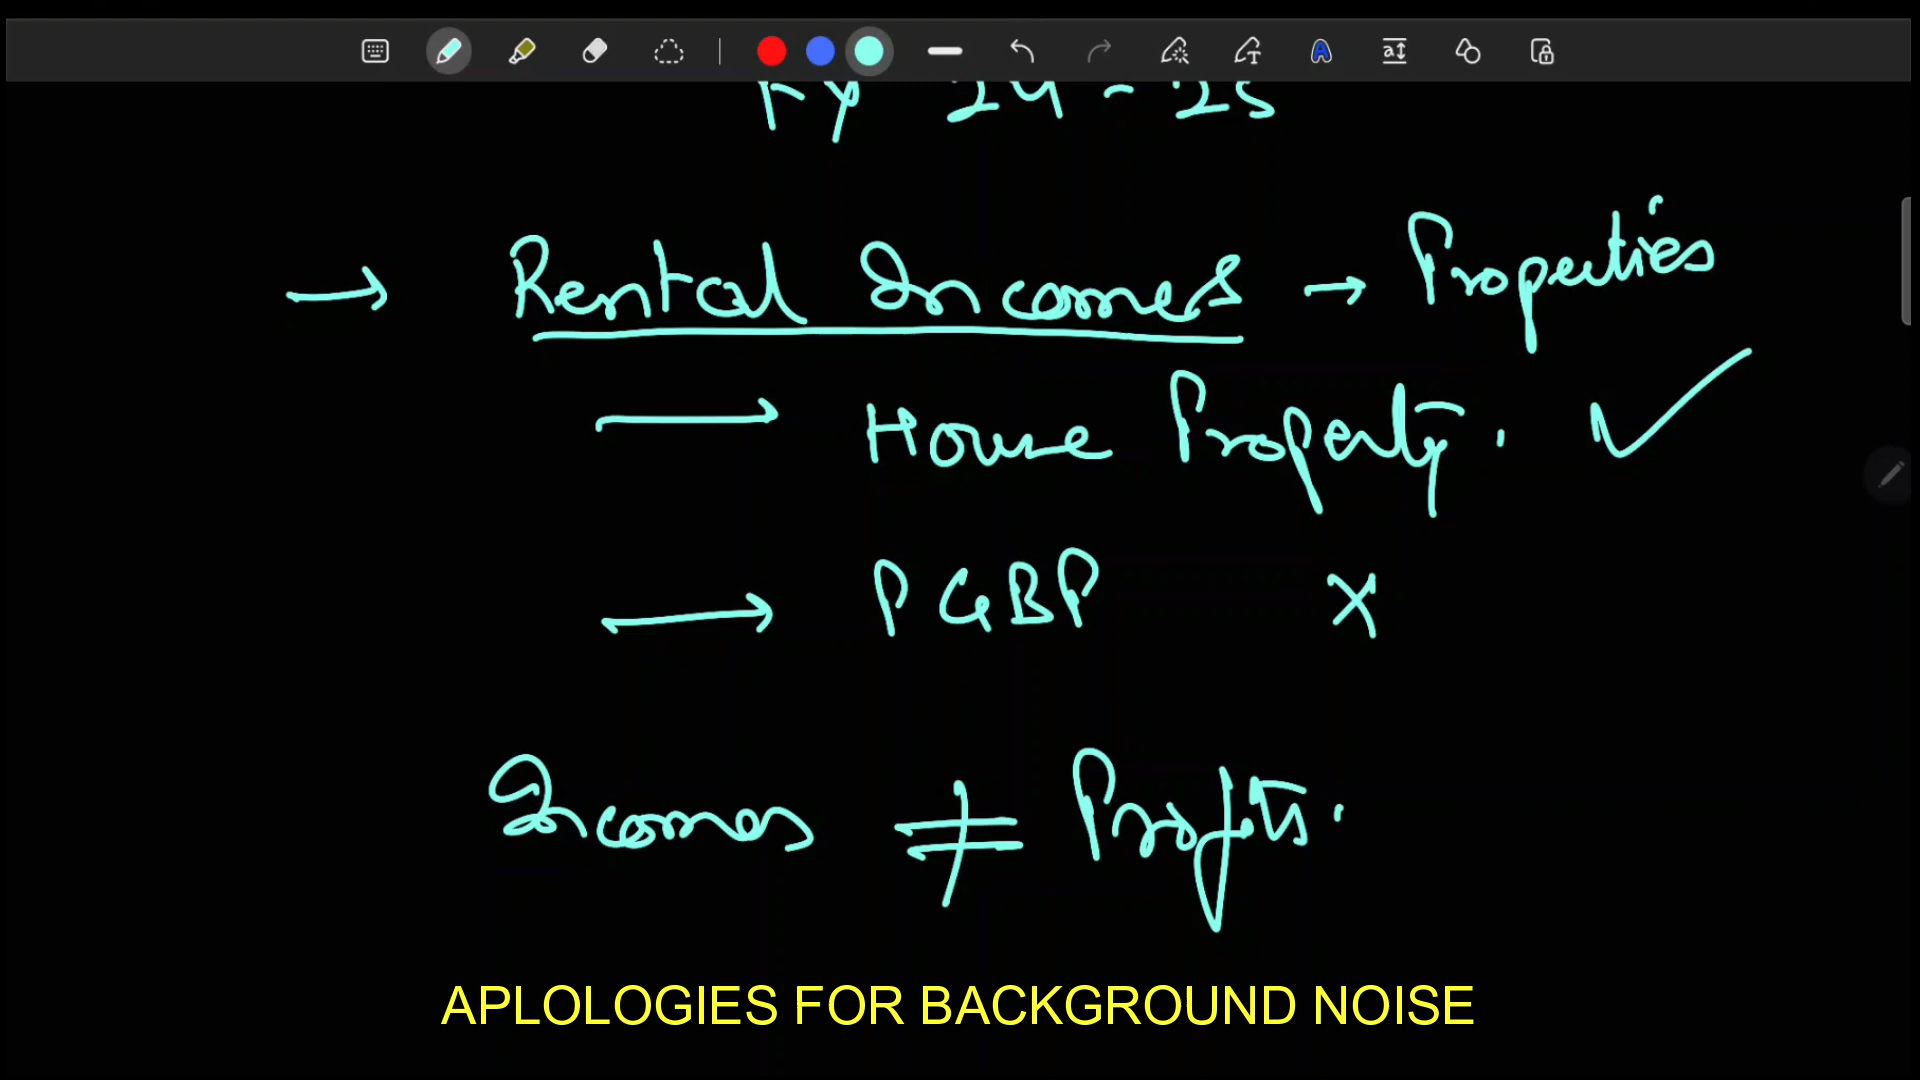 FY 24 - 25
→ Rental Incomes → Properties
→ House Property. ✓
→ PGBP X
Incomes ≠ Profits.
APLOLOGIES FOR BACKGROUND NOISE